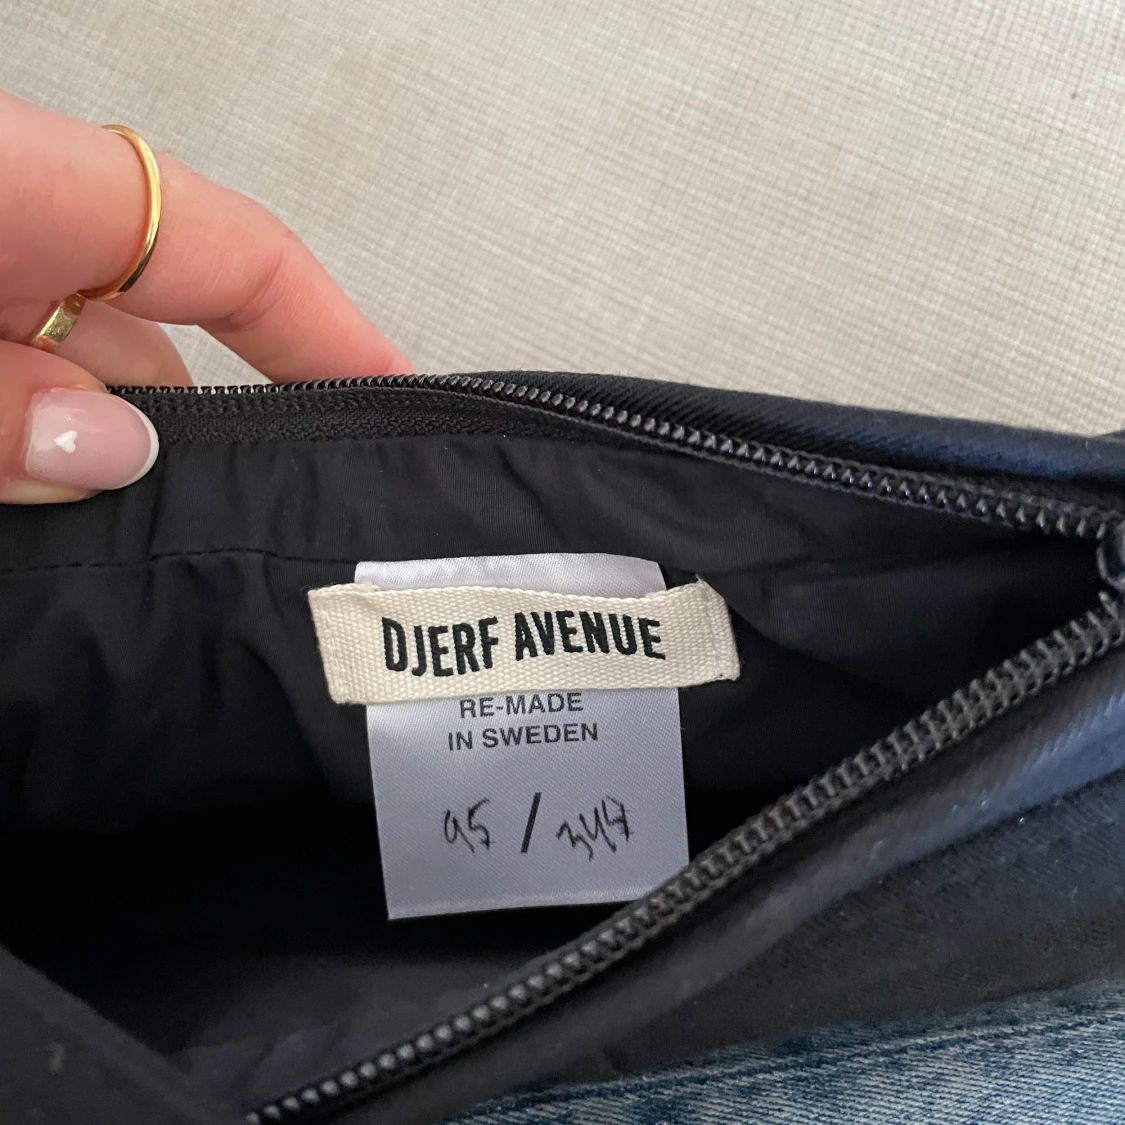 DJERF AVENUE
RE-MADE
IN SWEDEN
95 / 347